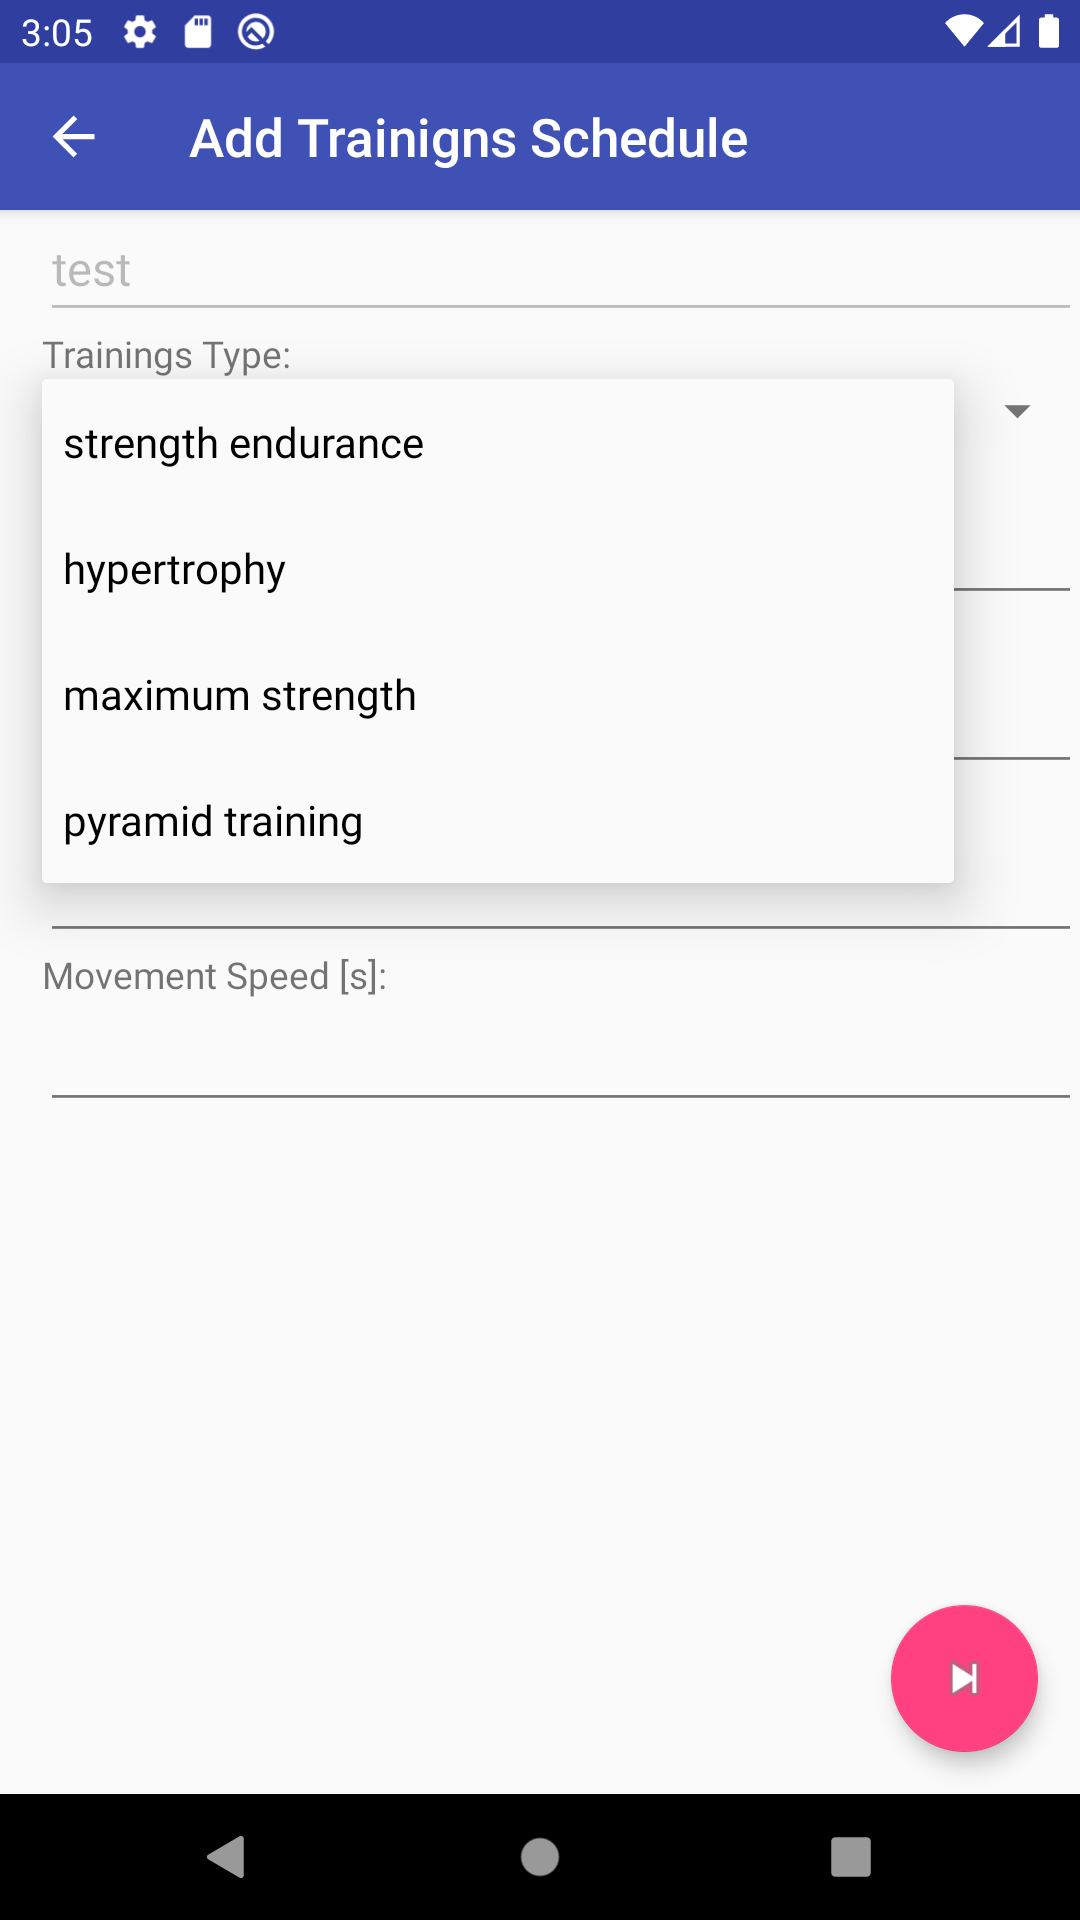 3:05
Add Trainigns Schedule
test
Trainings Type:
strength endurance
hypertrophy
maximum strength
pyramid training
Movement Speed [s]: